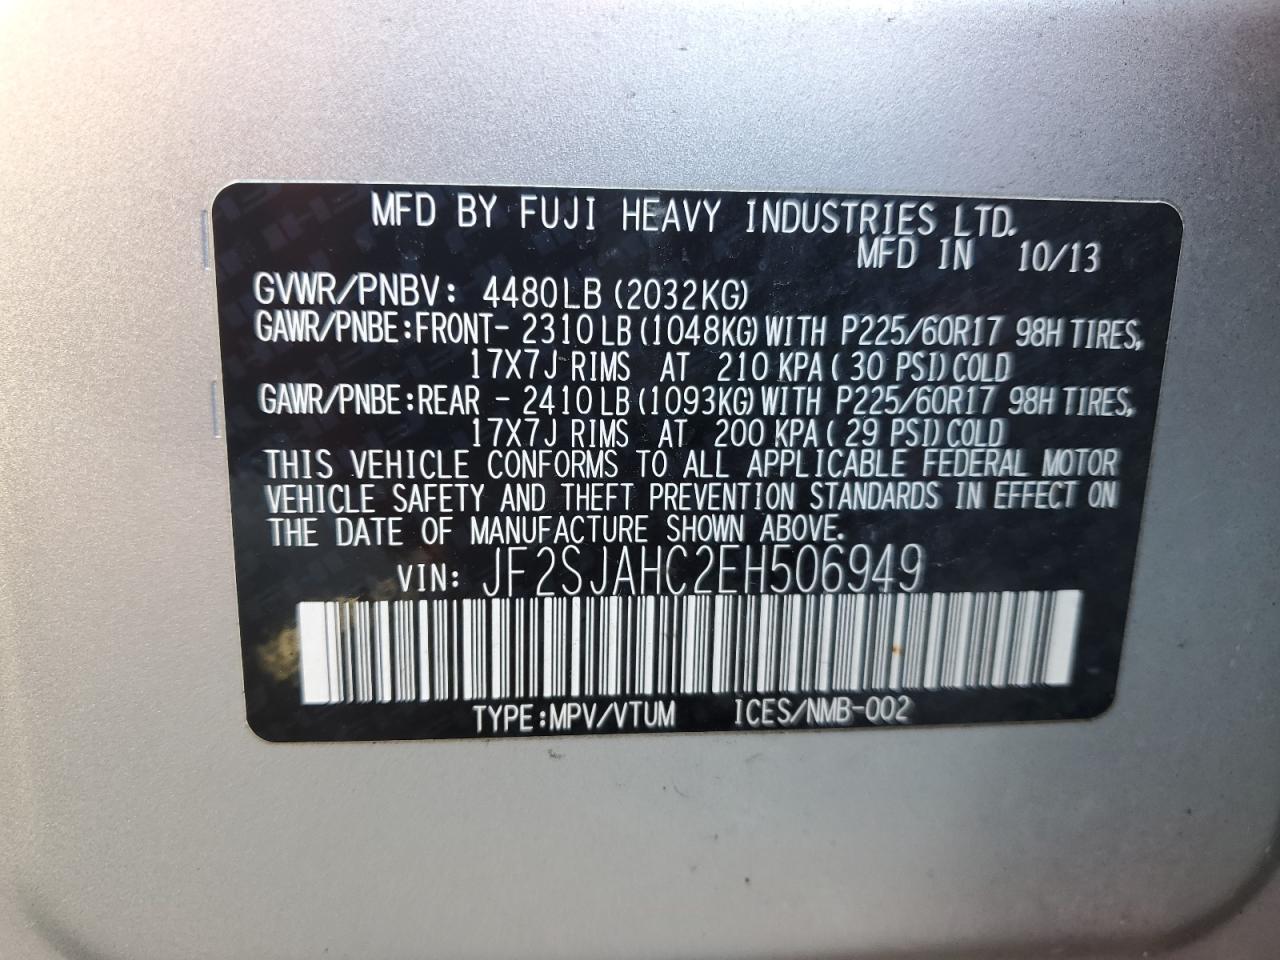 MFD BY FUJI HEAVY INDUSTRIES LTD.
MFD IN 10/13
GVWR/PNBV: 4480LB (2032KG)
GAWR/PNBE:FRONT- 2310LB (1048KG) WITH P225/60R17 98H TIRES,
17X7J RIMS AT 210 KPA ( 30 PSI) COLD
GAWR/PNBE:REAR - 2410LB (1093KG) WITH P225/60R17 98H TIRES,
17X7J RIMS AT 200 KPA ( 29 PSI) COLD
THIS VEHICLE CONFORMS TO ALL APPLICABLE FEDERAL MOTOR
VEHICLE SAFETY AND THEFT PREVENTION STANDARDS IN EFFECT ON
THE DATE OF MANUFACTURE SHOWN ABOVE.
VIN: JF2SJAHC2EH506949
TYPE:MPV/VTUM ICES/NMB-002